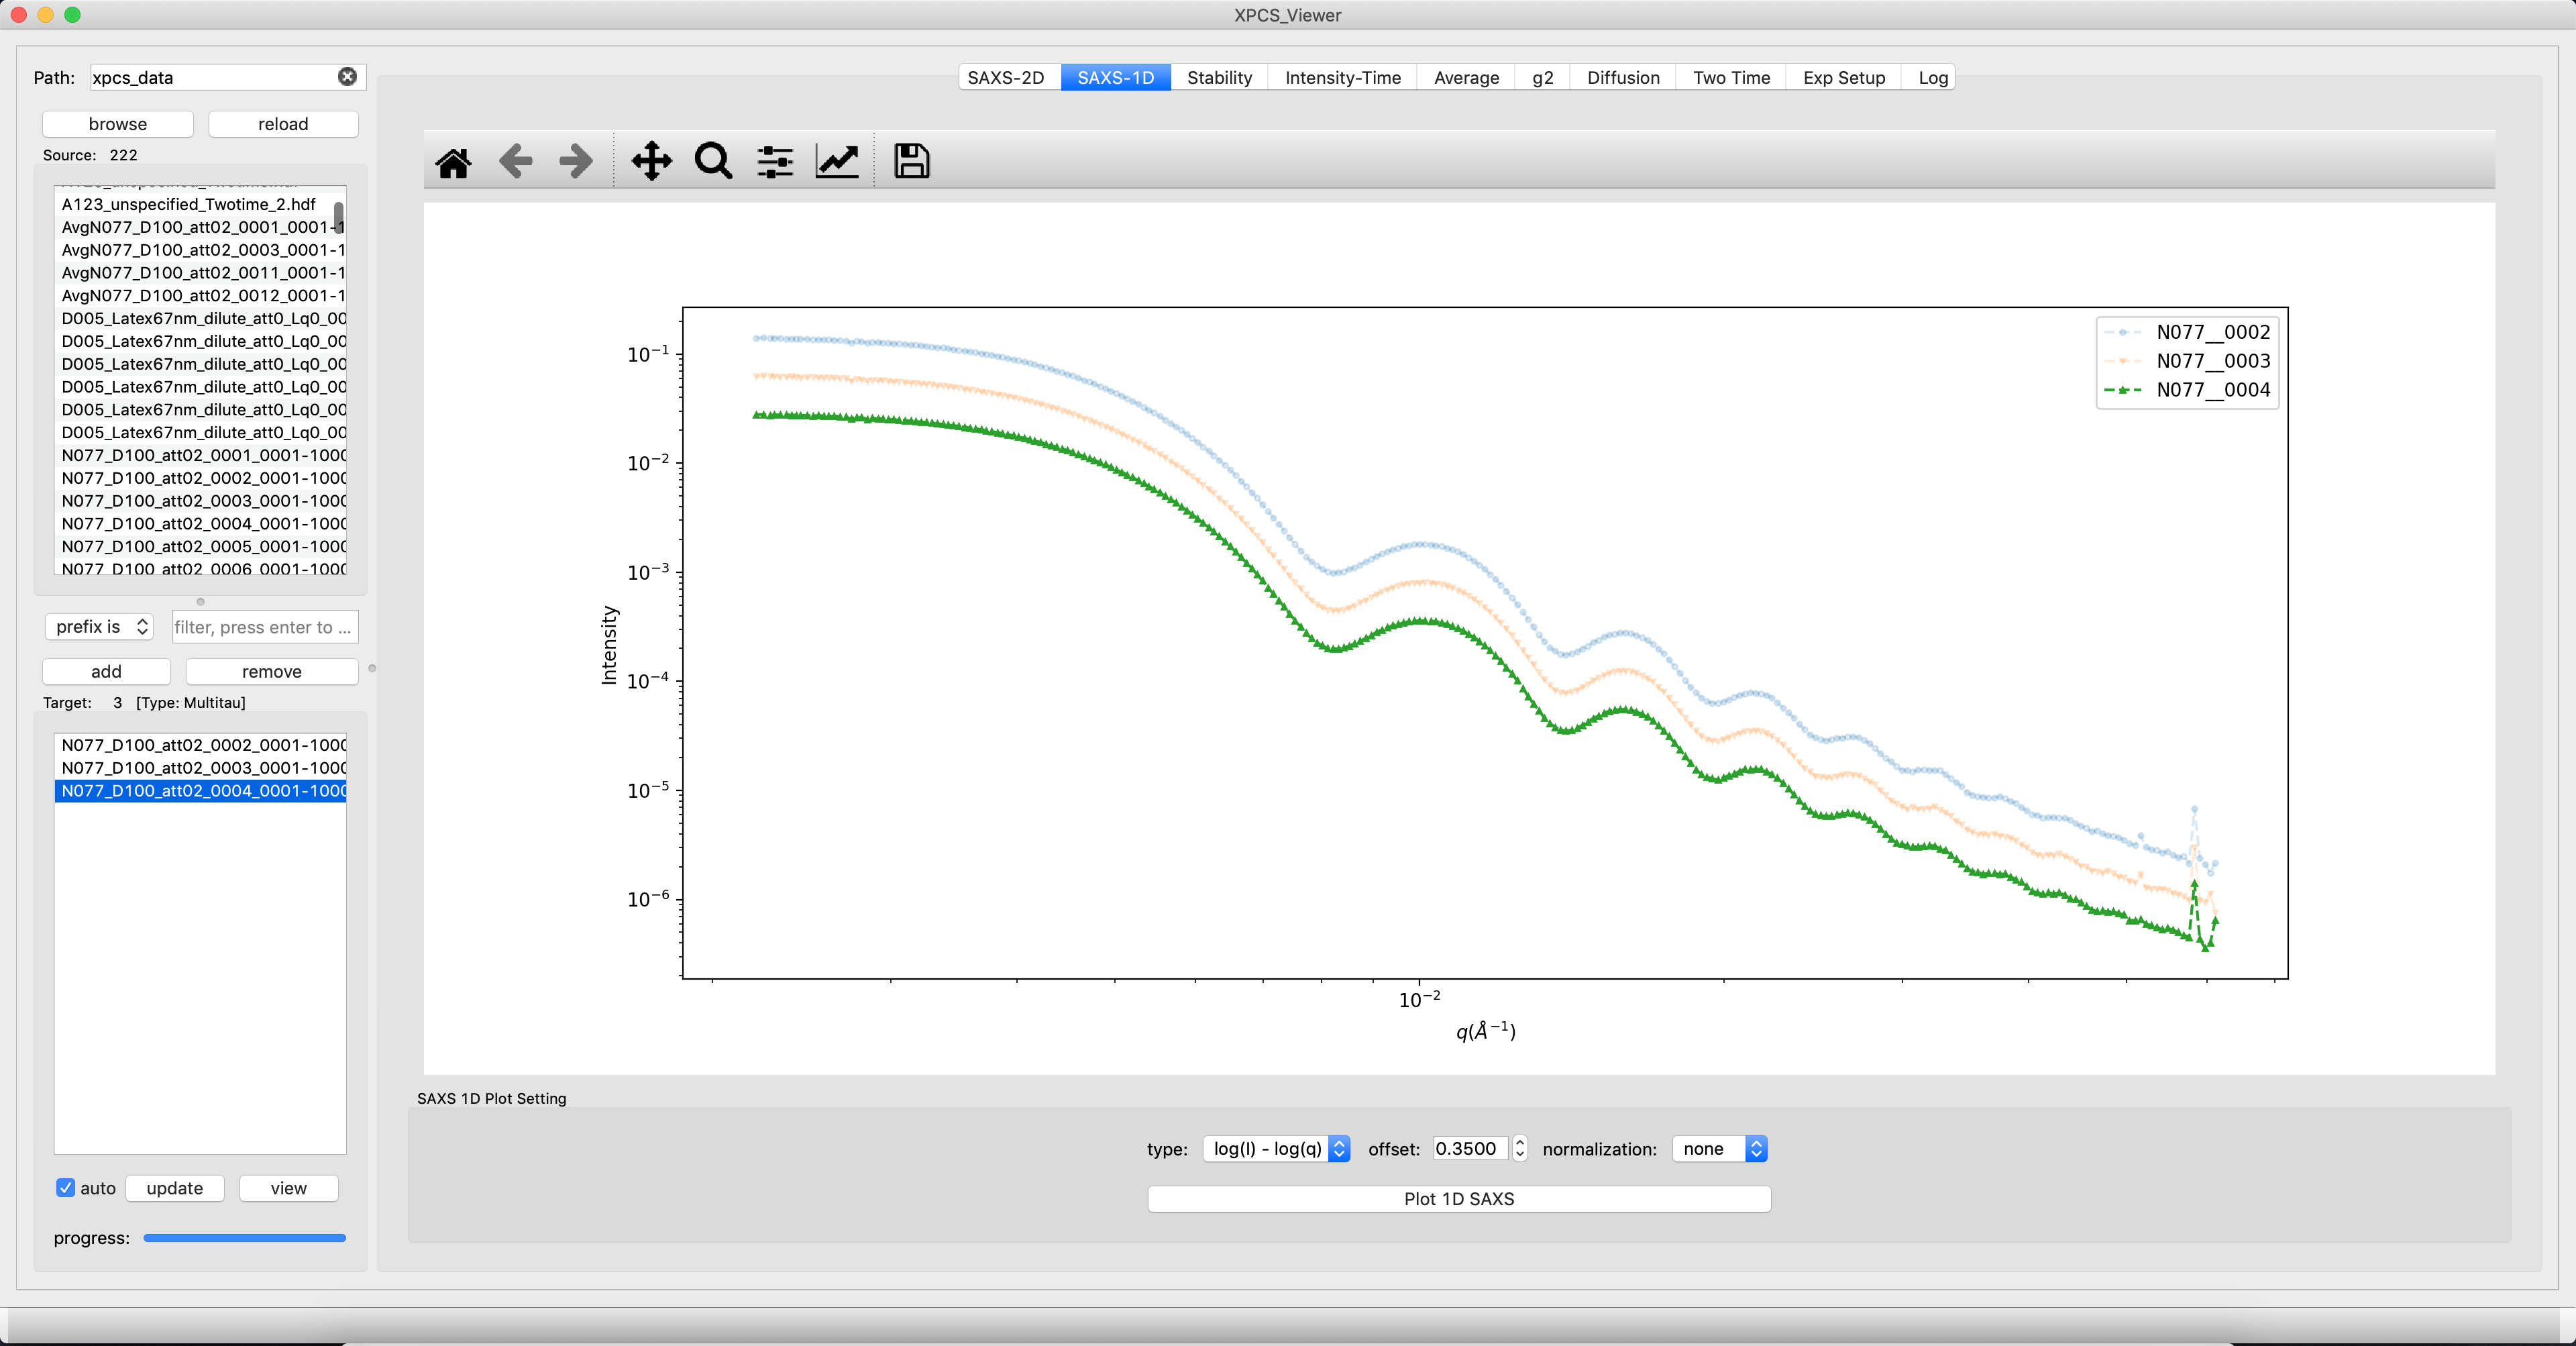 XPCS_Viewer
Path: xpcs_data
browse reload
Source: 222
A123_unspecified_Twotime_2.hdf
AvgN077_D100_att02_0001_0001-1
AvgN077_D100_att02_0003_0001-1
AvgN077_D100_att02_0011_0001-1
AvgN077_D100_att02_0012_0001-1
D005_Latex67nm_dilute_att0_Lq0_00
D005_Latex67nm_dilute_att0_Lq0_00
D005_Latex67nm_dilute_att0_Lq0_00
D005_Latex67nm_dilute_att0_Lq0_00
D005_Latex67nm_dilute_att0_Lq0_00
D005_Latex67nm_dilute_att0_Lq0_00
N077_D100_att02_0001_0001-1000
N077_D100_att02_0002_0001-1000
N077_D100_att02_0003_0001-1000
N077_D100_att02_0004_0001-1000
N077_D100_att02_0005_0001-1000
N077_D100_att02_0006_0001-1000
prefix is filter, press enter to ...
add remove
Target: 3 [Type: Multitau]
N077_D100_att02_0002_0001-1000
N077_D100_att02_0003_0001-1000
N077_D100_att02_0004_0001-1000
auto update view
progress:
SAXS-2D SAXS-1D Stability Intensity-Time Average g2 Diffusion Two Time Exp Setup Log
N077__0002
N077__0003
N077__0004
10⁻¹
10⁻²
10⁻³
10⁻⁴
10⁻⁵
10⁻⁶
Intensity
10⁻²
q(Å⁻¹)
SAXS 1D Plot Setting
type: log(I) - log(q) offset: 0.3500 normalization: none
Plot 1D SAXS